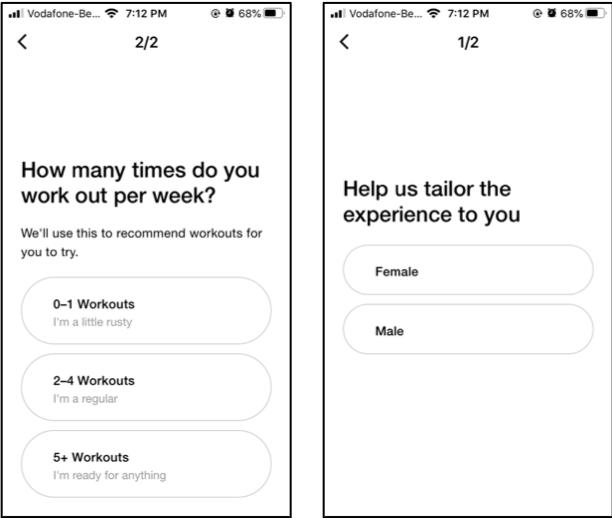 Vodafone-Be... 7:12 PM 68%
2/2
How many times do you
work out per week?
We'll use this to recommend workouts for
you to try.
0–1 Workouts
I'm a little rusty
2–4 Workouts
I'm a regular
5+ Workouts
I'm ready for anything
Vodafone-Be... 7:12 PM 68%
1/2
Help us tailor the
experience to you
Female
Male